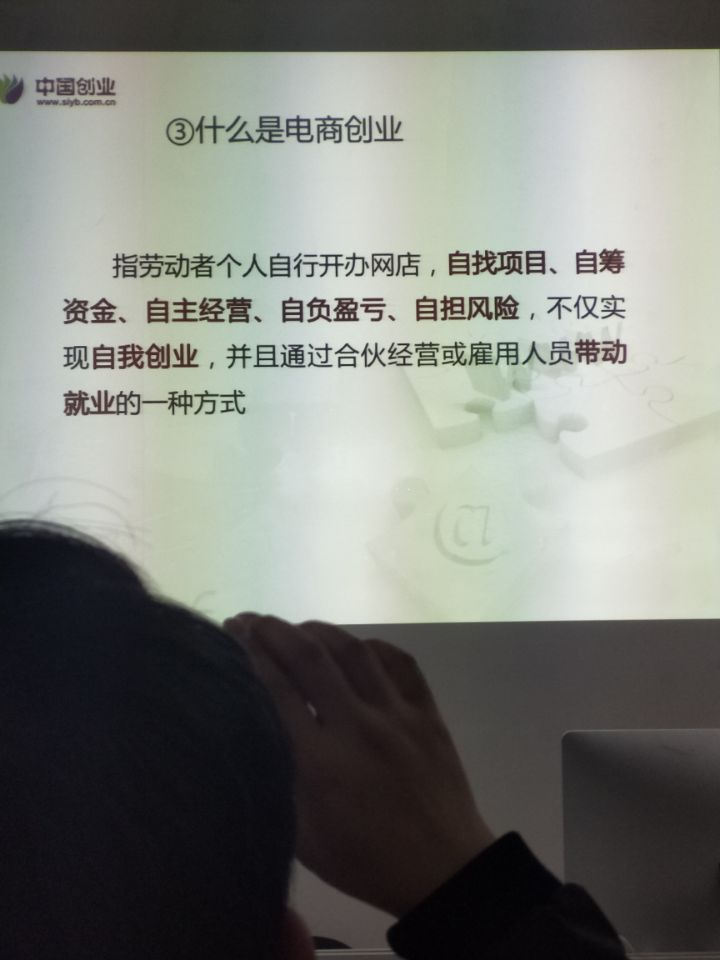 中国创业
www.siyb.com.cn
③什么是电商创业
指劳动者个人自行开办网店，自找项目、自筹
资金、自主经营、自负盈亏、自担风险，不仅实
现自我创业，并且通过合伙经营或雇用人员带动
就业的一种方式